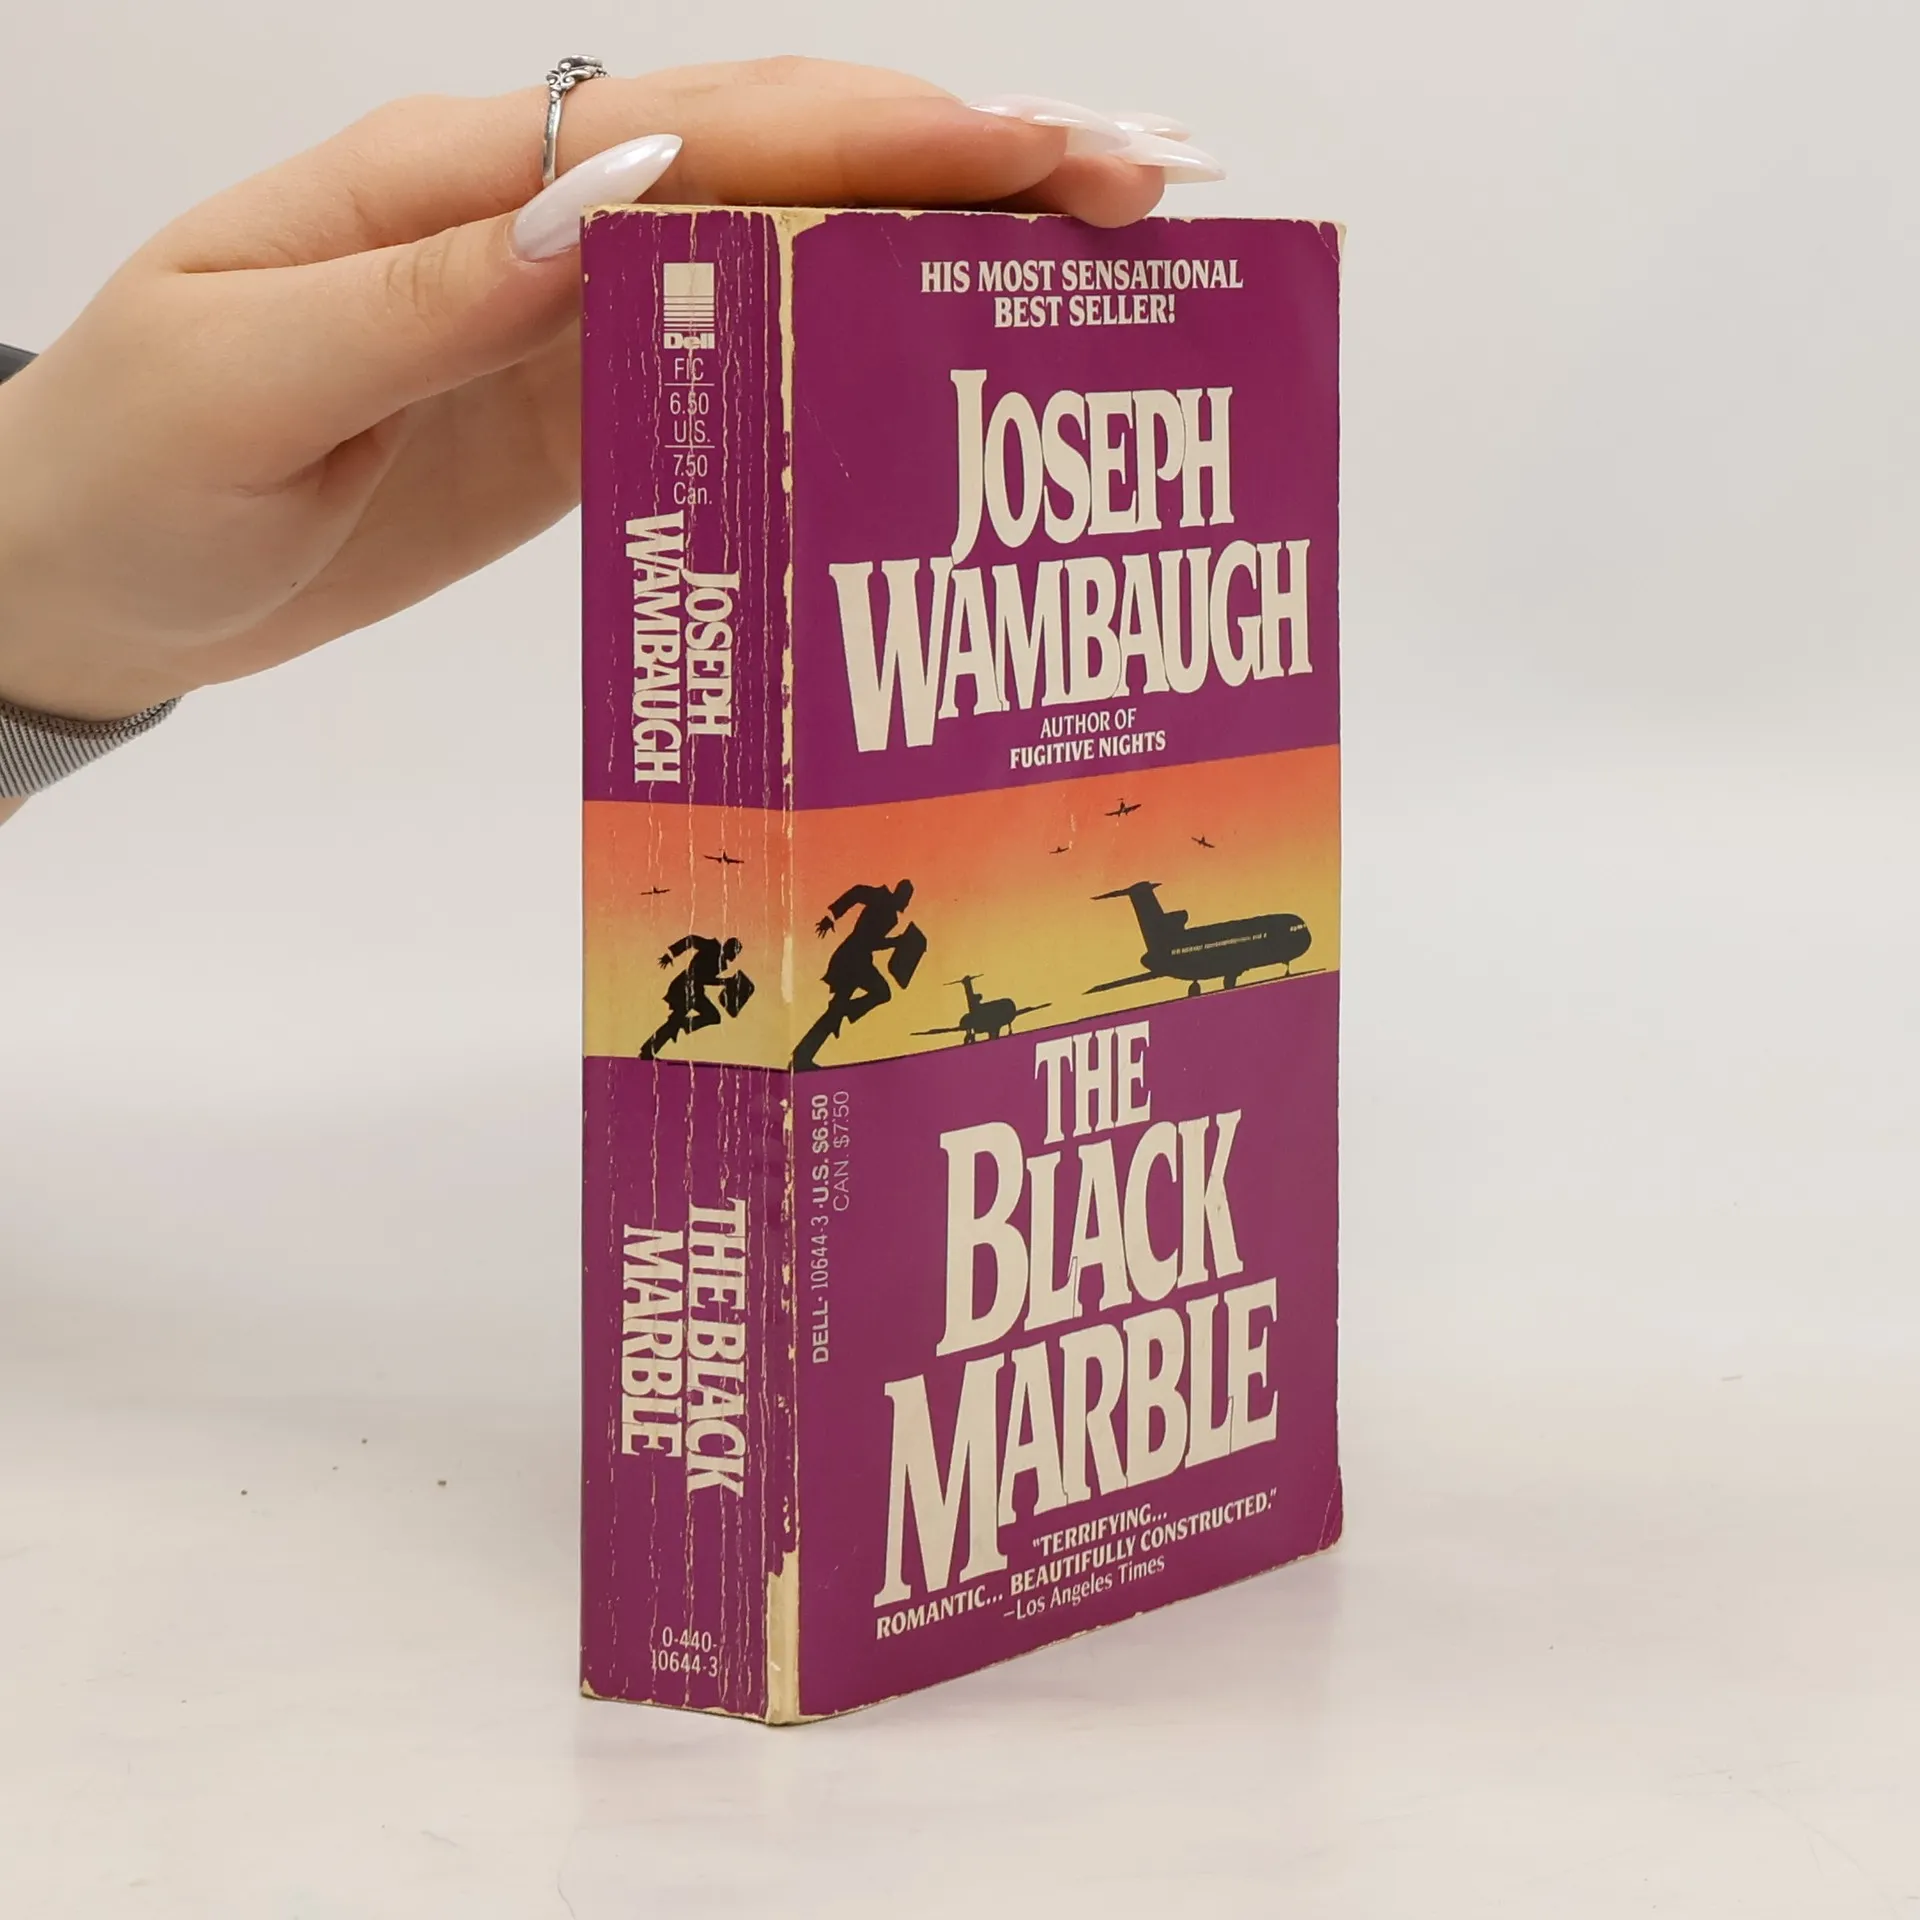 Dell
FIC
6.50
U.S.
7.50
Can.
JOSEPH
WAMBAUGH
THE BLACK
MARBLE
0-440-
10644-3
HIS MOST SENSATIONAL
BEST SELLER!
JOSEPH
WAMBAUGH
AUTHOR OF
FUGITIVE NIGHTS
DELL • 10644-3 • U.S. $6.50
CAN. $7.50
THE
BLACK
MARBLE
"TERRIFYING...
ROMANTIC... BEAUTIFULLY CONSTRUCTED."
—Los Angeles Times